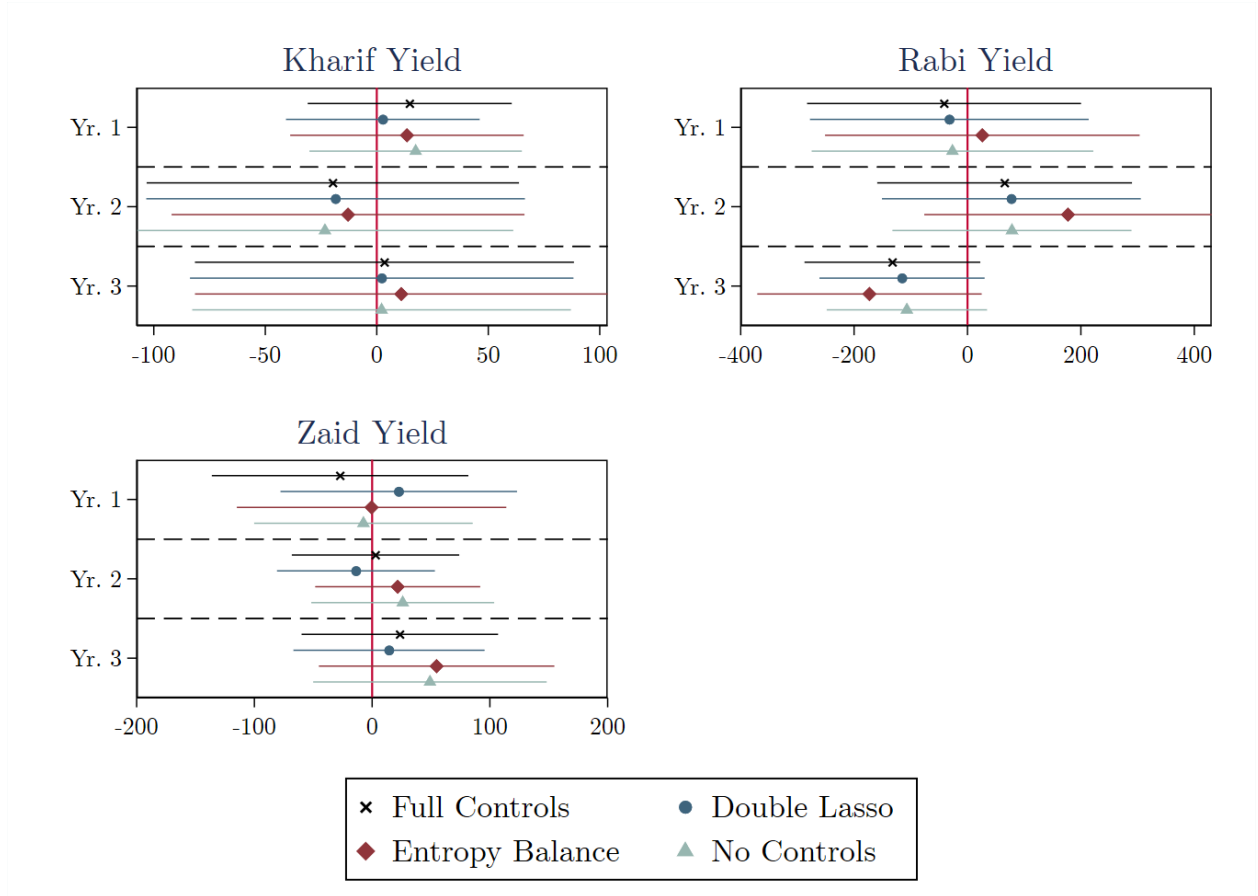 Kharif Yield
Yr. 1
Yr. 2
Yr. 3
-100 -50 0 50 100
Rabi Yield
Yr. 1
Yr. 2
Yr. 3
-400 -200 0 200 400
Zaid Yield
Yr. 1
Yr. 2
Yr. 3
-200 -100 0 100 200
Full Controls Double Lasso
Entropy Balance No Controls